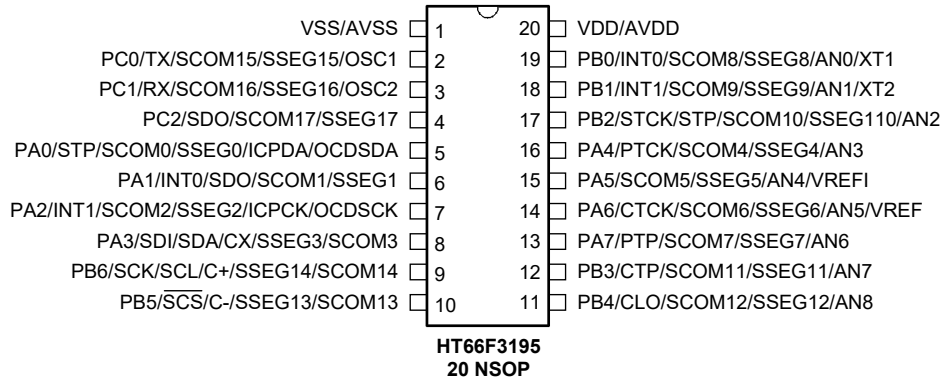 VSS/AVSS 1 20 VDD/AVDD
PC0/TX/SCOM15/SSEG15/OSC1 2 19 PB0/INT0/SCOM8/SSEG8/AN0/XT1
PC1/RX/SCOM16/SSEG16/OSC2 3 18 PB1/INT1/SCOM9/SSEG9/AN1/XT2
PC2/SDO/SCOM17/SSEG17 4 17 PB2/STCK/STP/SCOM10/SSEG110/AN2
PA0/STP/SCOM0/SSEG0/ICPDA/OCDSDA 5 16 PA4/PTCK/SCOM4/SSEG4/AN3
PA1/INT0/SDO/SCOM1/SSEG1 6 15 PA5/SCOM5/SSEG5/AN4/VREFI
PA2/INT1/SCOM2/SSEG2/ICPCK/OCDSCK 7 14 PA6/CTCK/SCOM6/SSEG6/AN5/VREF
PA3/SDI/SDA/CX/SSEG3/SCOM3 8 13 PA7/PTP/SCOM7/SSEG7/AN6
PB6/SCK/SCL/C+/SSEG14/SCOM14 9 12 PB3/CTP/SCOM11/SSEG11/AN7
PB5/SCS/C-/SSEG13/SCOM13 10 11 PB4/CLO/SCOM12/SSEG12/AN8
HT66F3195
20 NSOP